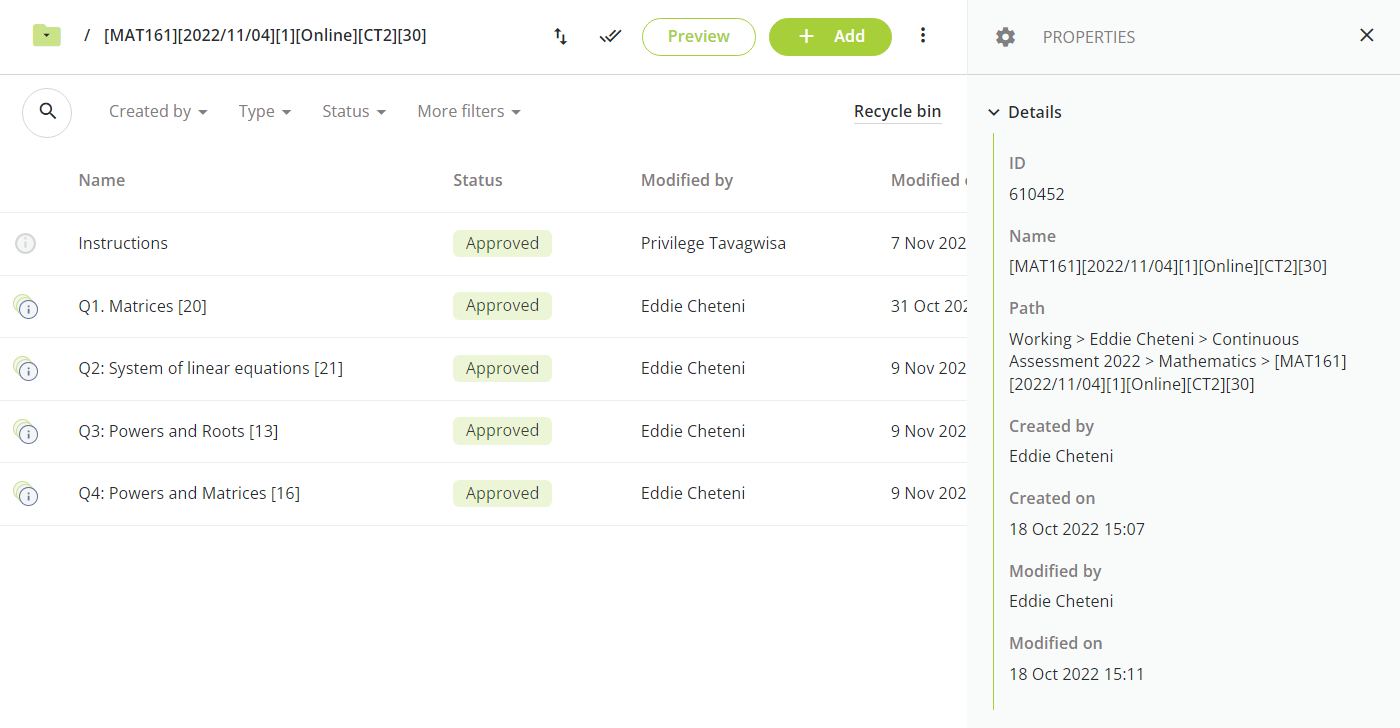 / [MAT161][2022/11/04][1][Online][CT2][30]
Preview
+ Add
PROPERTIES
Created by
Type
Status
More filters
Recycle bin
Name Status Modified by Modified
Instructions Approved Privilege Tavagwisa 7 Nov 202
Q1. Matrices [20] Approved Eddie Cheteni 31 Oct 202
Q2: System of linear equations [21] Approved Eddie Cheteni 9 Nov 202
Q3: Powers and Roots [13] Approved Eddie Cheteni 9 Nov 202
Q4: Powers and Matrices [16] Approved Eddie Cheteni 9 Nov 202
Details
ID
610452
Name
[MAT161][2022/11/04][1][Online][CT2][30]
Path
Working > Eddie Cheteni > Continuous
Assessment 2022 > Mathematics > [MAT161]
[2022/11/04][1][Online][CT2][30]
Created by
Eddie Cheteni
Created on
18 Oct 2022 15:07
Modified by
Eddie Cheteni
Modified on
18 Oct 2022 15:11